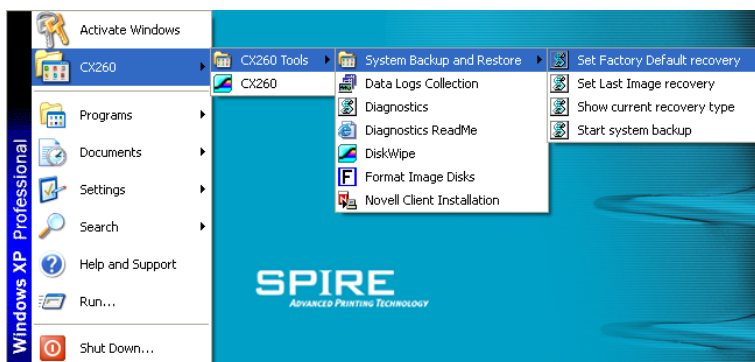 Activate Windows
CX260
Programs
Documents
Settings
Search
Help and Support
Run...
Shut Down...
Windows XP Professional
CX260 Tools
CX260
System Backup and Restore
Data Logs Collection
Diagnostics
Diagnostics ReadMe
DiskWipe
Format Image Disks
Novell Client Installation
Set Factory Default recovery
Set Last Image recovery
Show current recovery type
Start system backup
SPIRE
ADVANCED PRINTING TECHNOLOGY